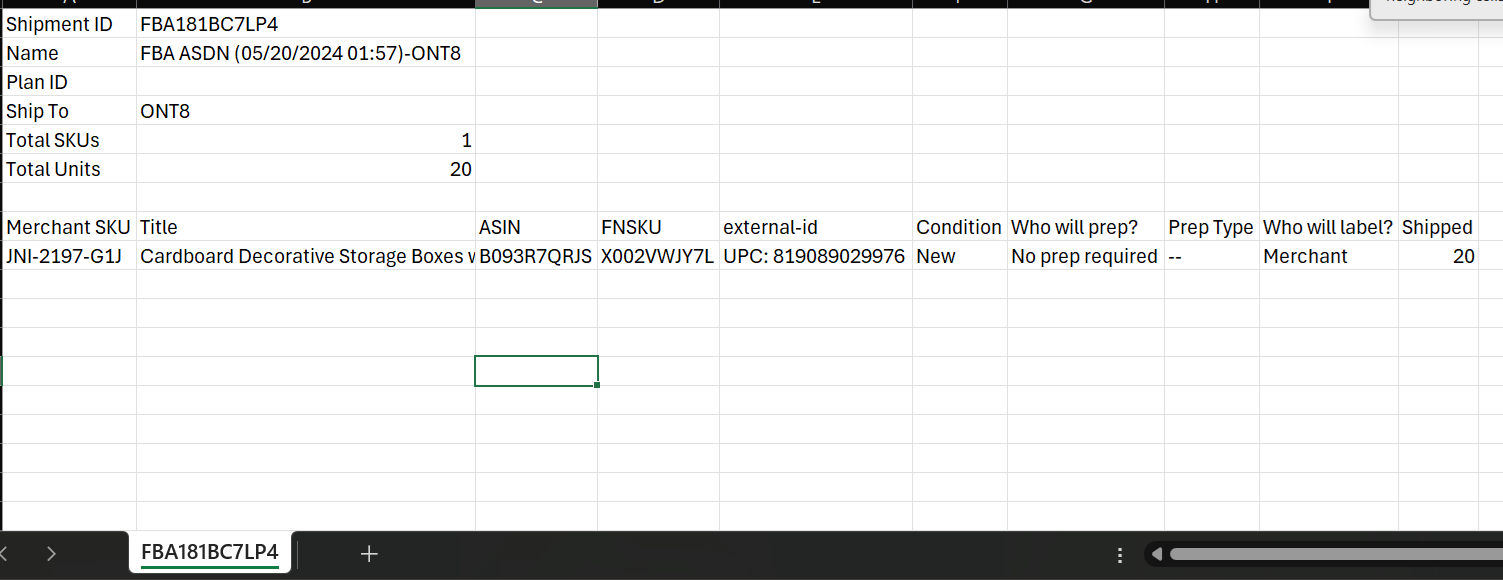 Shipment ID FBA181BC7LP4
Name FBA ASDN (05/20/2024 01:57)-ONT8
Plan ID
Ship To ONT8
Total SKUs 1
Total Units 20
Merchant SKU Title ASIN FNSKU external-id Condition Who will prep? Prep Type Who will label? Shipped
JNI-2197-G1J Cardboard Decorative Storage Boxes w B093R7QRJS X002VWJY7L UPC: 819089029976 New No prep required -- Merchant 20
FBA181BC7LP4